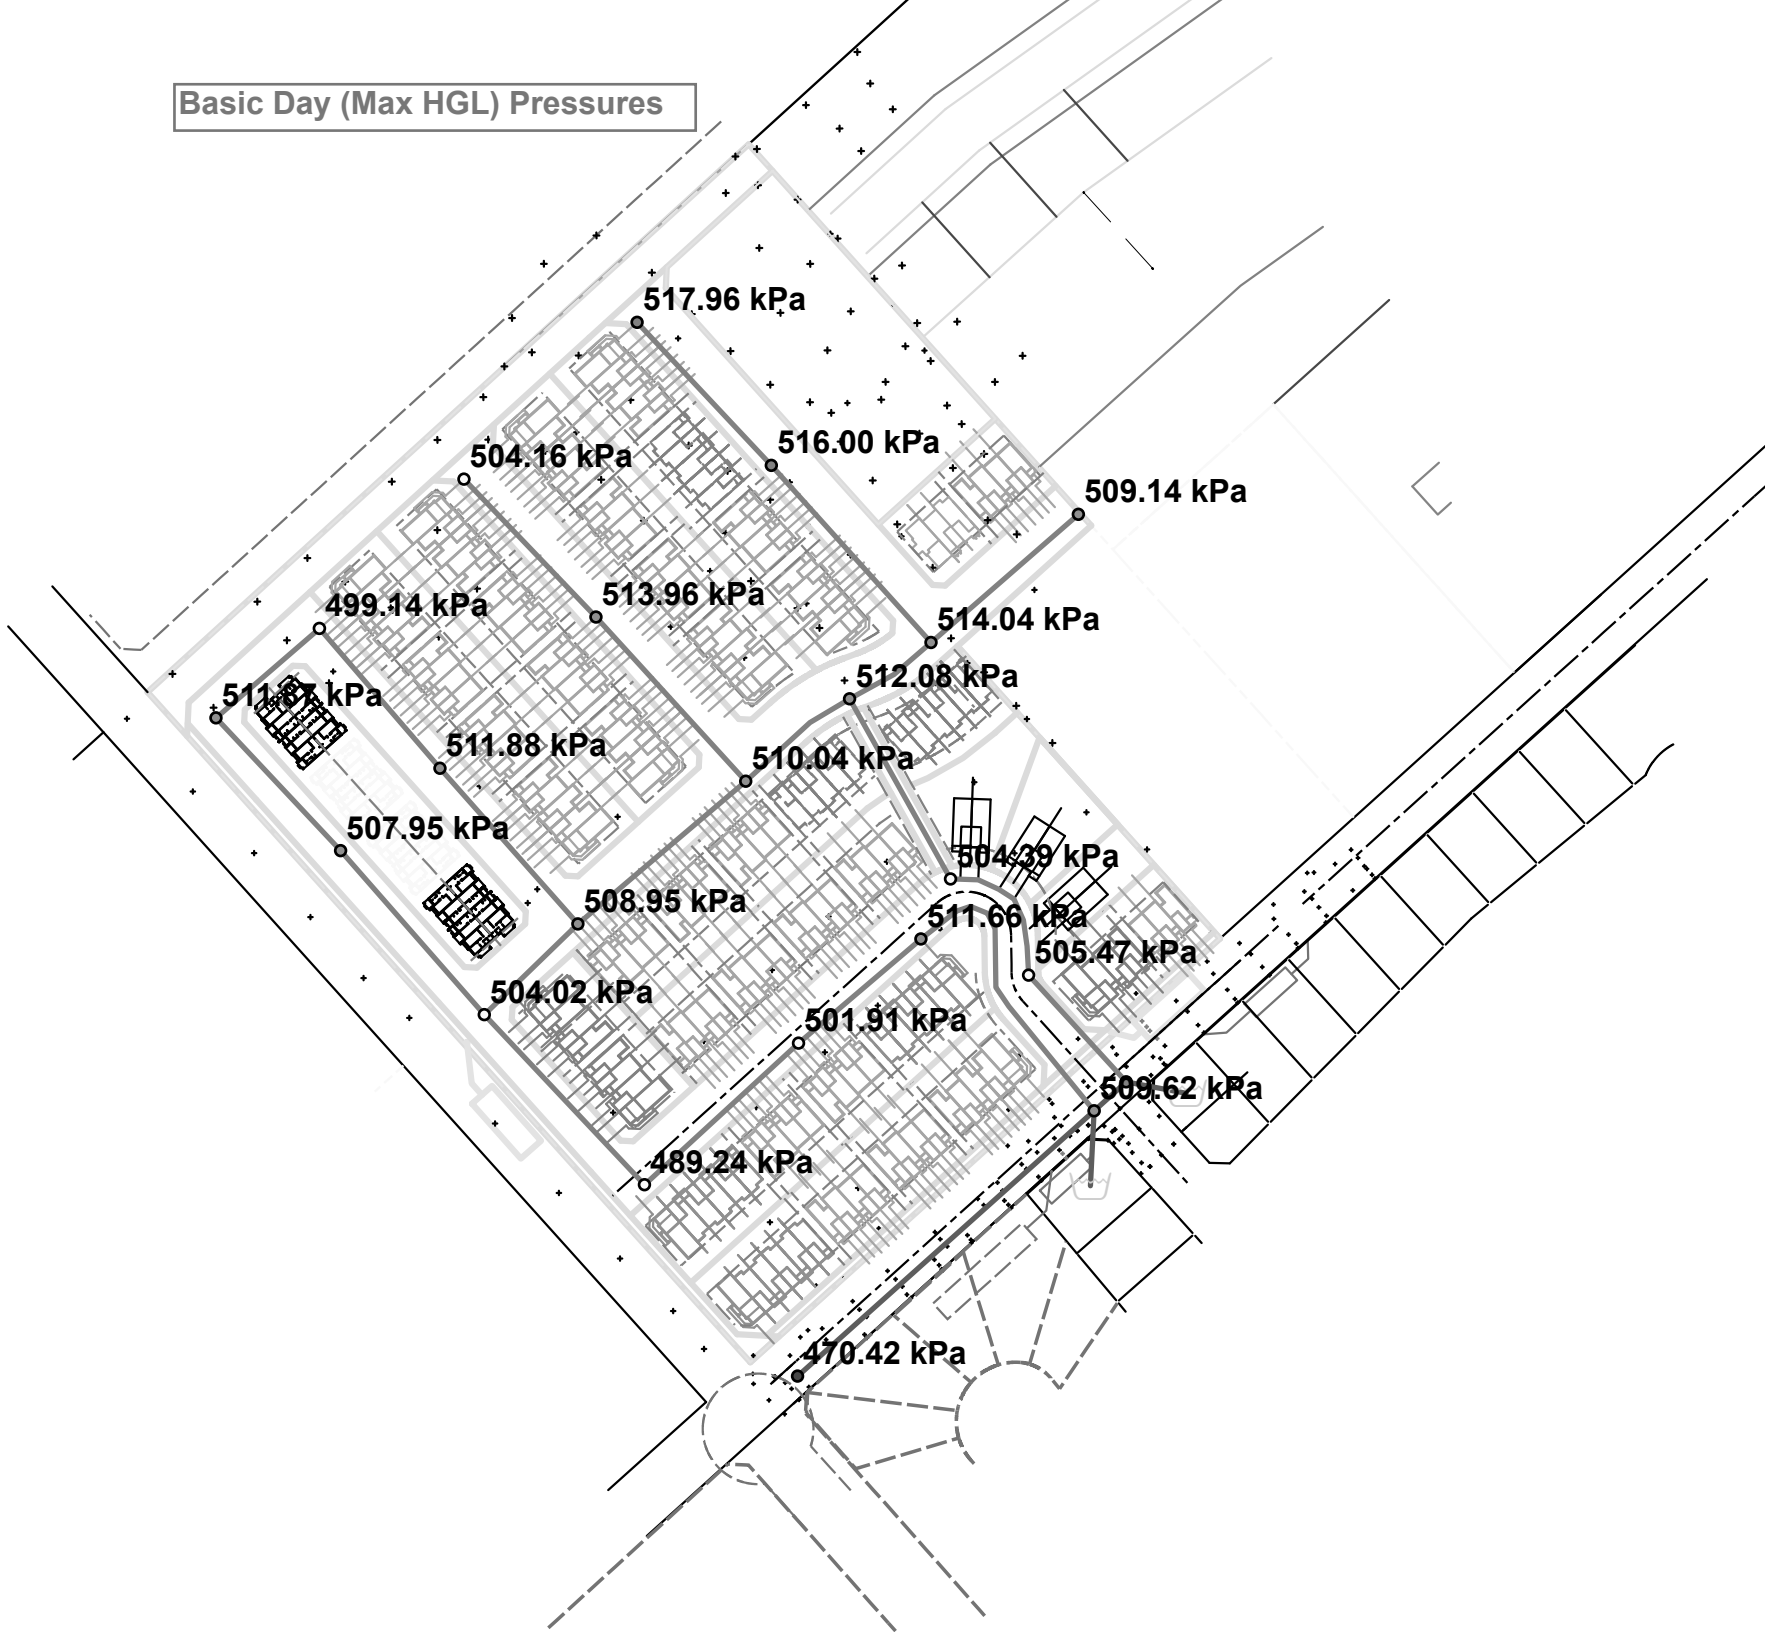 Basic Day (Max HGL) Pressures
517.96 kPa
516.00 kPa
504.16 kPa
509.14 kPa
499.14 kPa
513.96 kPa
514.04 kPa
512.08 kPa
511.87 kPa
511.88 kPa
510.04 kPa
507.95 kPa
504.39 kPa
508.95 kPa
511.66 kPa
505.47 kPa
504.02 kPa
501.91 kPa
509.62 kPa
489.24 kPa
470.42 kPa